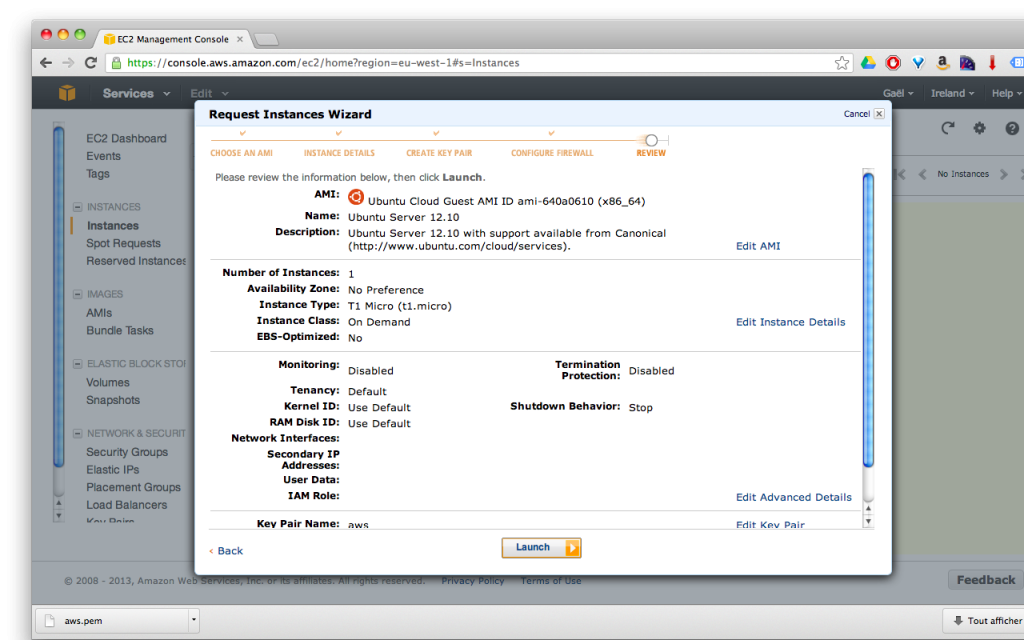 EC2 Management Console
https://console.aws.amazon.com/ec2/home?region=eu-west-1#s=Instances
Services
Edit
Gaël
Ireland
Help
EC2 Dashboard
Events
Tags
INSTANCES
Instances
Spot Requests
Reserved Instances
IMAGES
AMIs
Bundle Tasks
ELASTIC BLOCK STO
Volumes
Snapshots
NETWORK & SECURIT
Security Groups
Elastic IPs
Placement Groups
Load Balancers
Key Pairs
No Instances
Request Instances Wizard
Cancel
CHOOSE AN AMI
INSTANCE DETAILS
CREATE KEY PAIR
CONFIGURE FIREWALL
REVIEW
Please review the information below, then click Launch.
AMI: Ubuntu Cloud Guest AMI ID ami-640a0610 (x86_64)
Name: Ubuntu Server 12.10
Description: Ubuntu Server 12.10 with support available from Canonical
(http://www.ubuntu.com/cloud/services).
Edit AMI
Number of Instances: 1
Availability Zone: No Preference
Instance Type: T1 Micro (t1.micro)
Instance Class: On Demand
Edit Instance Details
EBS-Optimized: No
Monitoring: Disabled
Termination
Protection: Disabled
Tenancy: Default
Kernel ID: Use Default
Shutdown Behavior: Stop
RAM Disk ID: Use Default
Network Interfaces:
Secondary IP
Addresses:
User Data:
IAM Role:
Edit Advanced Details
Key Pair Name: aws
Edit Key Pair
< Back
Launch
© 2008 - 2013, Amazon Web Services, Inc. or its affiliates. All rights reserved.
Privacy Policy
Terms of Use
Feedback
aws.pem
Tout afficher